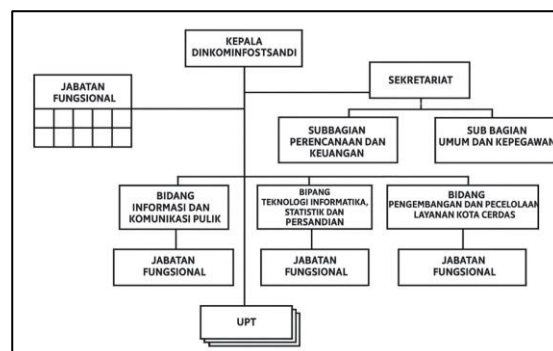 KEPALA
DINKOMINFOSTSANDI
JABATAN
FUNGSIONAL
SEKRETARIAT
SUBBAGIAN
PERENCANAAN DAN
KEUANGAN
SUB BAGIAN
UMUM DAN KEPEGAWAN
BIDANG
INFORMASI DAN
KOMUNIKASI PULIK
BIPANG
TEKNOLOGI INFORMATIKA,
STATISTIK DAN
PERSANDIAN
BIDANG
PENGEMBANGAN DAN PECELOLAAN
LAYANAN KOTA CERDAS
JABATAN
FUNGSIONAL
JABATAN
FUNGSIONAL
JABATAN
FUNGSIONAL
UPT